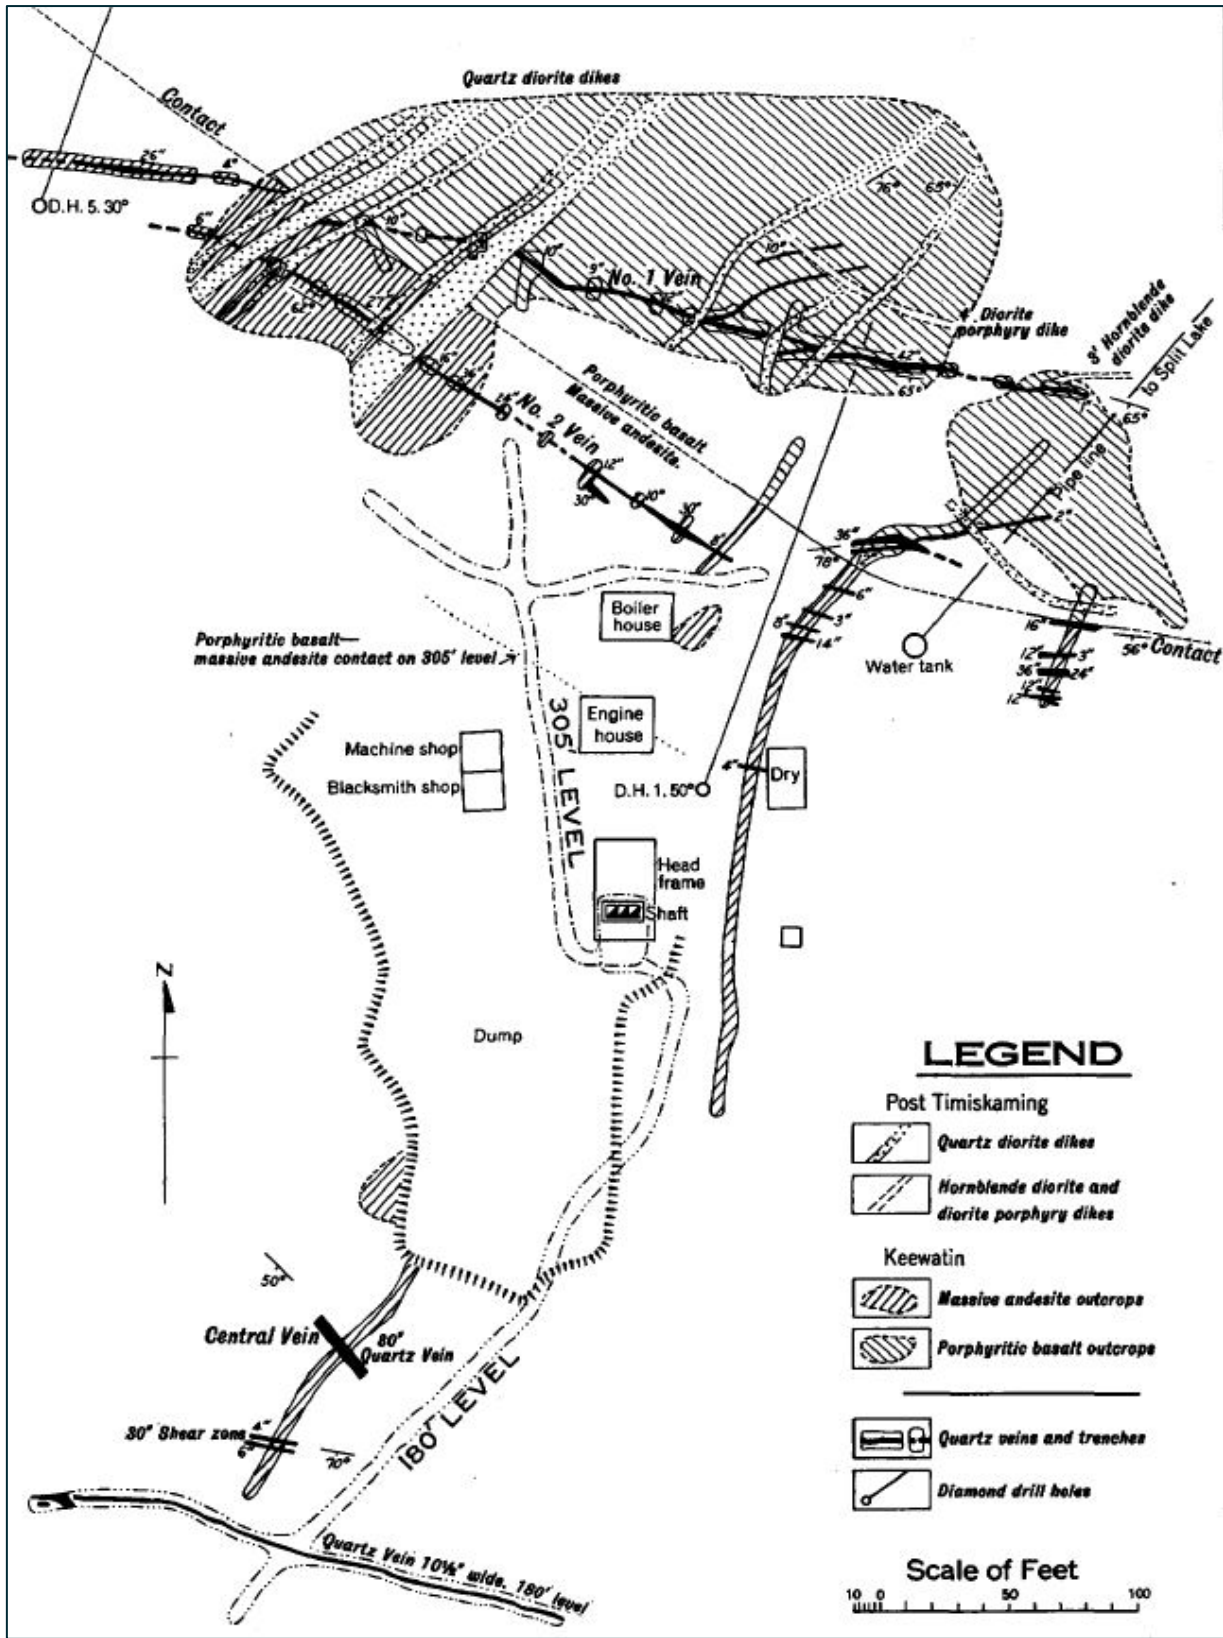 Quartz diorite dikes
Contact
26"
4"
D.H. 5. 30°
6"
10"
76°
65°
10"
10"
9"
No. 1 Vein
12"
62°
27"
4' Diorite
porphyry dike
3' Hornblende
diorite dike
to Split Lake
12"
65°
65°
6"
Porphyritic basalt
Massive andesite.
No. 2 Vein
12"
30"
10"
30"
8"
Pipe line
2"
36"
78°
6"
3"
8"
14"
Boiler
house
Water tank
16"
56°
Contact
12"
3"
36"
24"
12"
12"
Porphyritic basalt—
massive andesite contact on 305' level
305 LEVEL
Engine
house
Machine shop
Blacksmith shop
4"
Dry
D.H. 1. 50°
Head
frame
Shaft
N
Dump
LEGEND
Post Timiskaming
Quartz diorite dikes
Hornblende diorite and
diorite porphyry dikes
Keewatin
Massive andesite outcrops
Porphyritic basalt outcrops
Quartz veins and trenches
Diamond drill holes
50°
Central Vein
80"
Quartz Vein
180' LEVEL
30" Shear zone
4"
6"
70°
Quartz Vein 10½" wide. 180' level
Scale of Feet
10 0 50 100